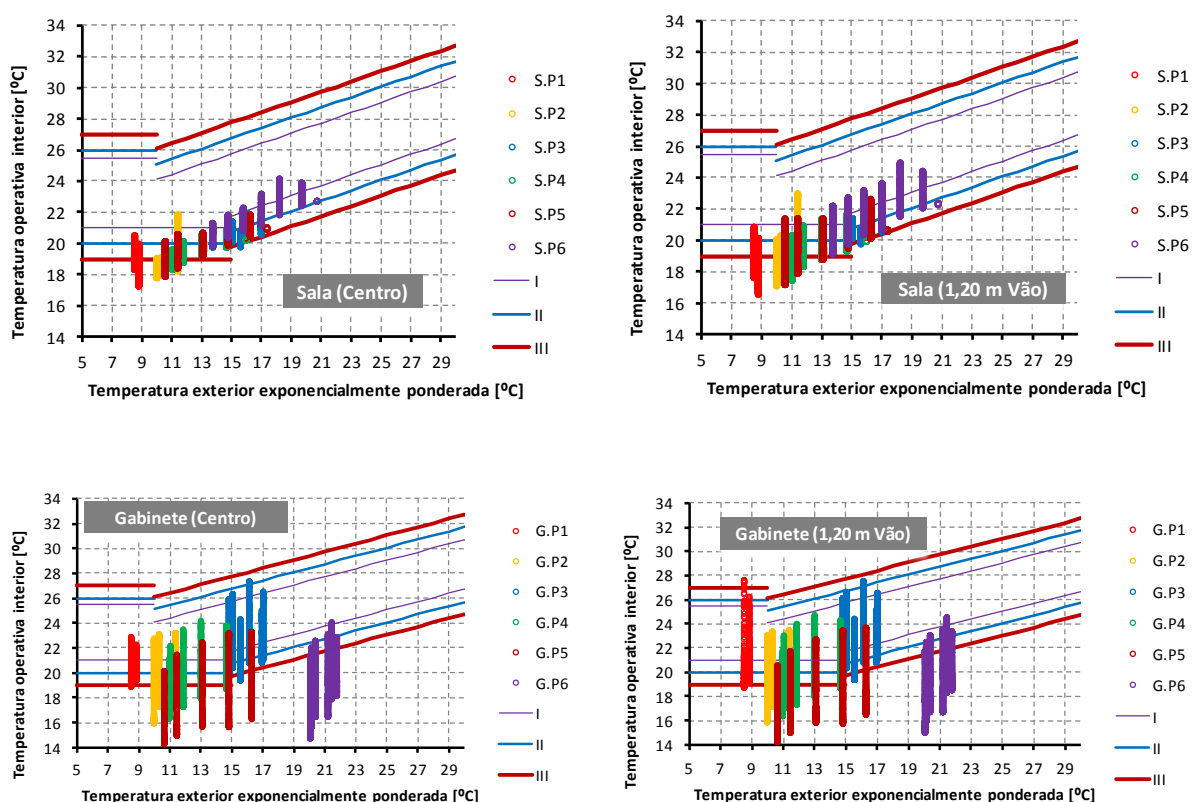 34
32
30
28
26
24
22
20
18
16
14
5 7 9 11 13 15 17 19 21 23 25 27 29
Temperatura operativa interior [ºC]
Temperatura exterior exponencialmente ponderada [ºC]
Sala (Centro)
S.P1
S.P2
S.P3
S.P4
S.P5
S.P6
I
II
III
34
32
30
28
26
24
22
20
18
16
14
5 7 9 11 13 15 17 19 21 23 25 27 29
Temperatura operativa interior [ºC]
Temperatura exterior exponencialmente ponderada [ºC]
Sala (1,20 m Vão)
S.P1
S.P2
S.P3
S.P4
S.P5
S.P6
I
II
III
34
32
30
28
26
24
22
20
18
16
14
5 7 9 11 13 15 17 19 21 23 25 27 29
Temperatura operativa interior [ºC]
Temperatura exterior exponencialmente ponderada [ºC]
Gabinete (Centro)
G.P1
G.P2
G.P3
G.P4
G.P5
G.P6
I
II
III
34
32
30
28
26
24
22
20
18
16
14
5 7 9 11 13 15 17 19 21 23 25 27 29
Temperatura operativa interior [ºC]
Temperatura exterior exponencialmente ponderada [ºC]
Gabinete (1,20 m Vão)
G.P1
G.P2
G.P3
G.P4
G.P5
G.P6
I
II
III